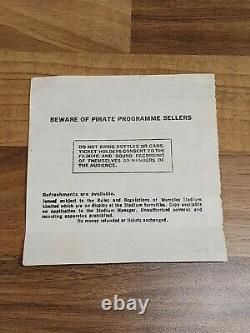 BEWARE OF PIRATE PROGRAMME SELLERS
DO NOT BRING BOTTLES OR CANS.
TICKET HOLDERS CONSENT TO THE
FILMING AND SOUND RECORDING
OF THEMSELVES AS MEMBERS OF
THE AUDIENCE.
Refreshments are available.
Issued subject to the Rules and Regulations of Wembley Stadium
Limited which are on display at the Stadium turnstiles. Copy available
on application to the Stadium Manager. Unauthorised cameras and
recording apparatus prohibited.
No money refunded or tickets exchanged.